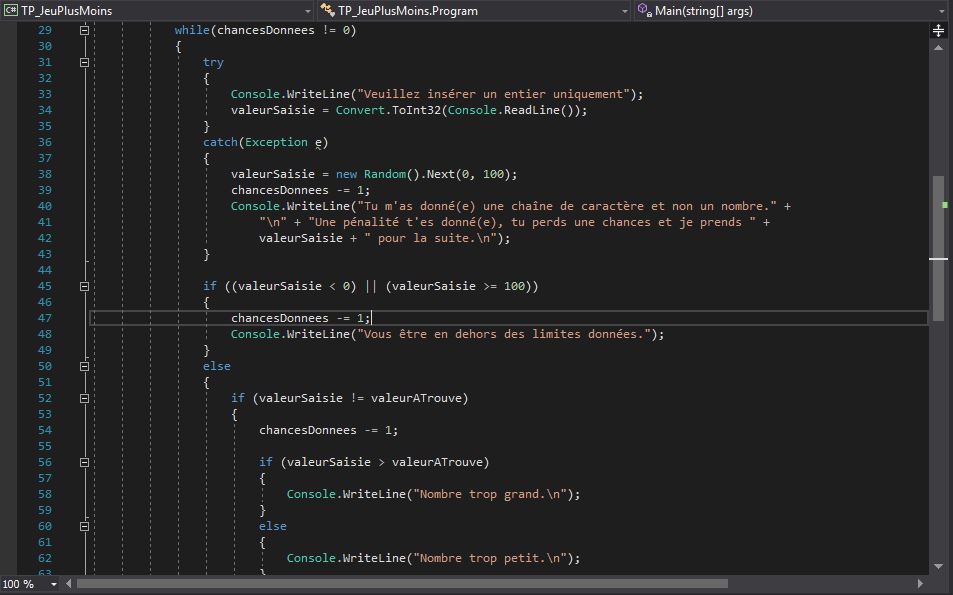 C# TP_JeuPlusMoins TP_JeuPlusMoins.Program Main(string[] args)
29 while(chancesDonnees != 0)
30 {
31 try
32 {
33 Console.WriteLine("Veuillez insérer un entier uniquement");
34 valeurSaisie = Convert.ToInt32(Console.ReadLine());
35 }
36 catch(Exception e)
37 {
38 valeurSaisie = new Random().Next(0, 100);
39 chancesDonnees -= 1;
40 Console.WriteLine("Tu m'as donné(e) une chaîne de caractère et non un nombre." +
41 "\n" + "Une pénalité t'es donné(e), tu perds une chances et je prends " +
42 valeurSaisie + " pour la suite.\n");
43 }
44
45 if ((valeurSaisie < 0) || (valeurSaisie >= 100))
46 {
47 chancesDonnees -= 1;
48 Console.WriteLine("Vous être en dehors des limites données.");
49 }
50 else
51 {
52 if (valeurSaisie != valeurATrouve)
53 {
54 chancesDonnees -= 1;
55
56 if (valeurSaisie > valeurATrouve)
57 {
58 Console.WriteLine("Nombre trop grand.\n");
59 }
60 else
61 {
62 Console.WriteLine("Nombre trop petit.\n");
63 }
100 %